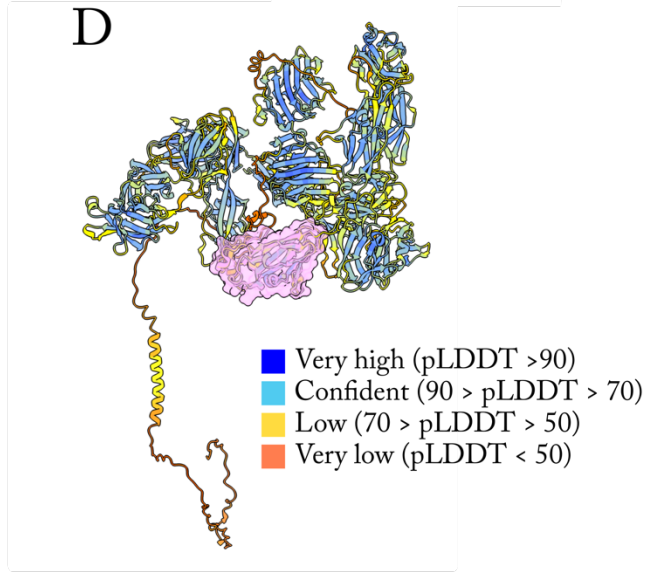 D
Very high (pLDDT >90)
Confident (90 > pLDDT > 70)
Low (70 > pLDDT > 50)
Very low (pLDDT < 50)